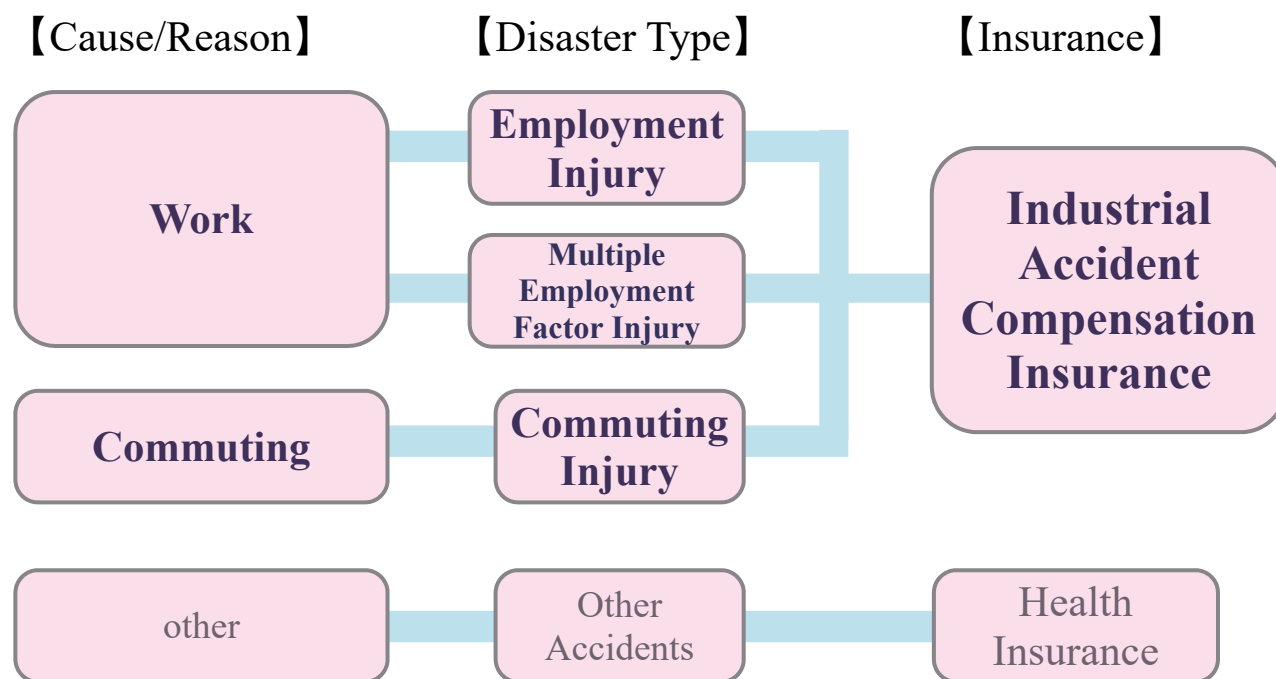 【Cause/Reason】
【Disaster Type】
【Insurance】
Work
Employment
Injury
Multiple
Employment
Factor Injury
Industrial
Accident
Compensation
Insurance
Commuting
Commuting
Injury
other
Other
Accidents
Health
Insurance